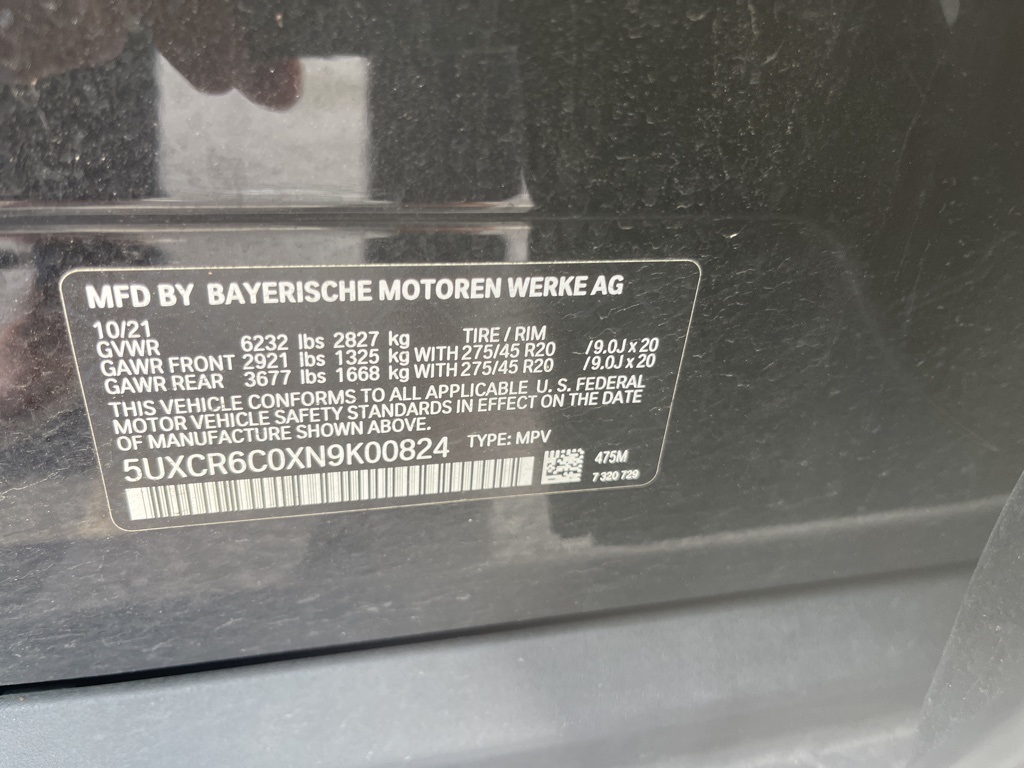 MFD BY BAYERISCHE MOTOREN WERKE AG
10/21 TIRE / RIM
GVWR 6232 lbs 2827 kg
GAWR FRONT 2921 lbs 1325 kg WITH 275/45 R20 /9.0J x 20
GAWR REAR 3677 lbs 1668 kg WITH 275/45 R20 /9.0J x 20
THIS VEHICLE CONFORMS TO ALL APPLICABLE U. S. FEDERAL
MOTOR VEHICLE SAFETY STANDARDS IN EFFECT ON THE DATE
OF MANUFACTURE SHOWN ABOVE.
5UXCR6C0XN9K00824 TYPE: MPV
475M
7 320 729